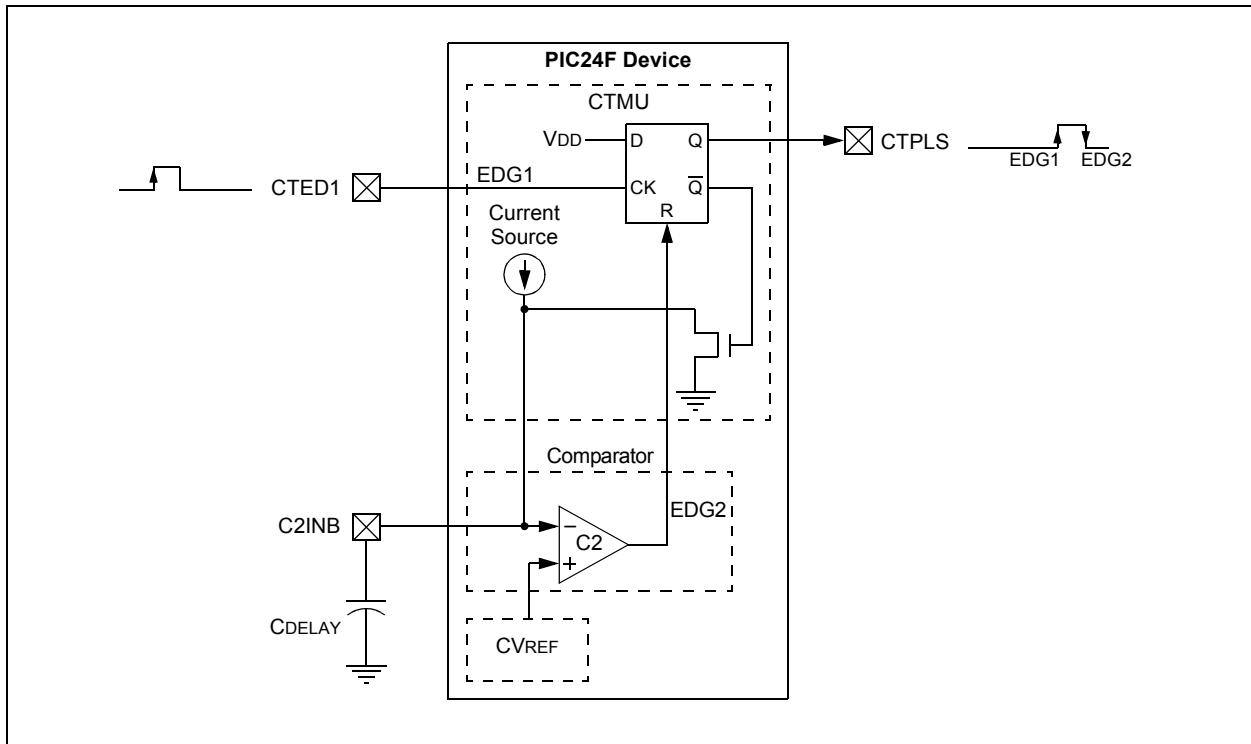 PIC24F Device
CTMU
VDD
D
Q
CTPLS
EDG1
EDG2
CTED1
EDG1
CK
Q
R
Current
Source
Comparator
C2INB
EDG2
−
C2
+
CDELAY
CVREF